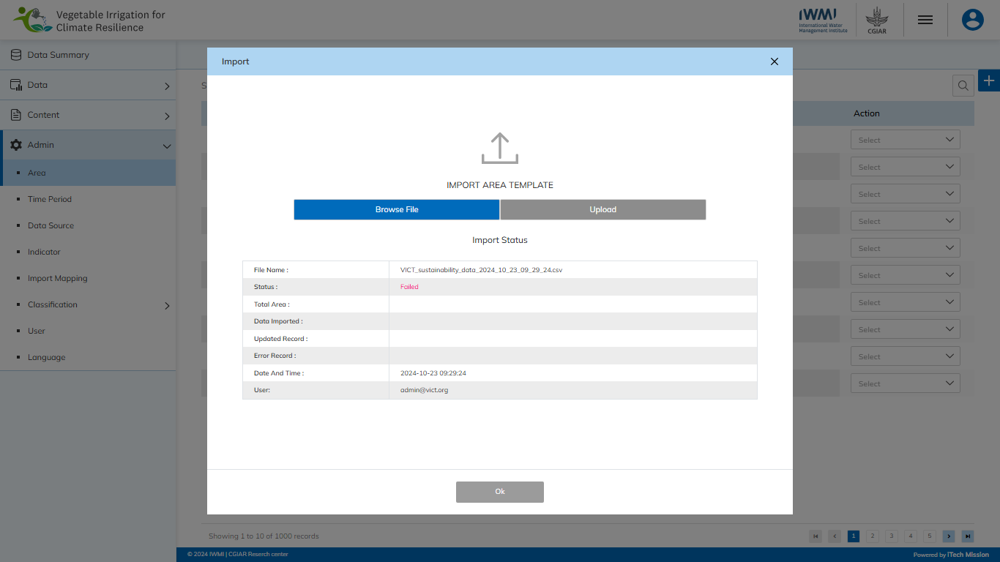 Vegetable Irrigation for
Climate Resilience
IWMI
International Water
Management Institute
CGIAR
Data Summary
Data
Content
Admin
Area
Time Period
Data Source
Indicator
Import Mapping
Classification
User
Language
Import
S
Action
Select
Select
Select
Select
Select
Select
Select
Select
Select
Select
IMPORT AREA TEMPLATE
Browse File Upload
Import Status
File Name : VICT_sustainability_data_2024_10_23_09_29_24.csv
Status : Failed
Total Area :
Data Imported :
Updated Record :
Error Record :
Date And Time : 2024-10-23 09:29:24
User: admin@vict.org
Ok
Showing 1 to 10 of 1000 records
1 2 3 4 5
© 2024 IWMI | CGIAR Reserch center
Powered by iTech Mission